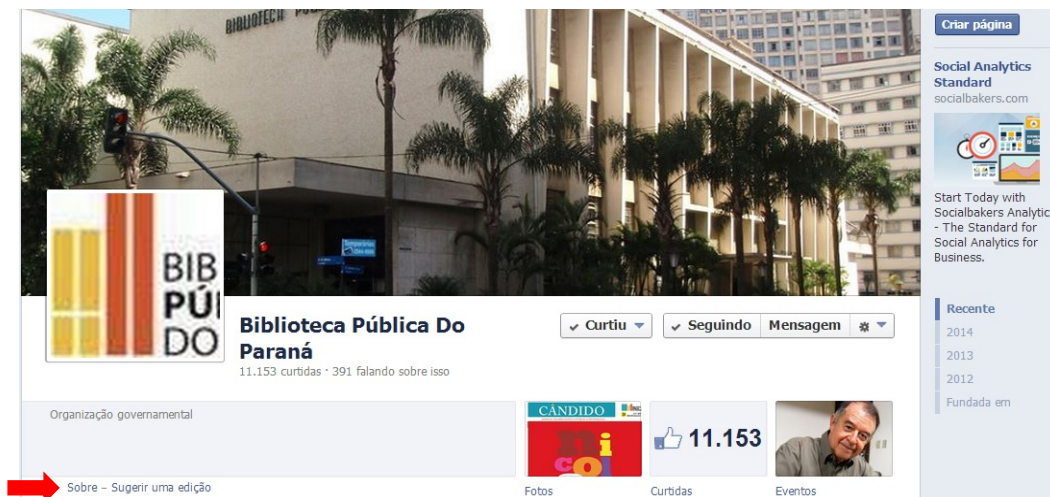 BIBLIOTECA
BIB
PÚ
DO
Biblioteca Pública Do
Paraná
11.153 curtidas · 391 falando sobre isso
Curtiu
Seguindo
Mensagem
Organização governamental
Sobre – Sugerir uma edição
CÂNDIDO
nicol
Fotos
11.153
Curtidas
Eventos
Criar página
Social Analytics
Standard
socialbakers.com
Start Today with
Socialbakers Analytic
- The Standard for
Social Analytics for
Business.
Recente
2014
2013
2012
Fundada em